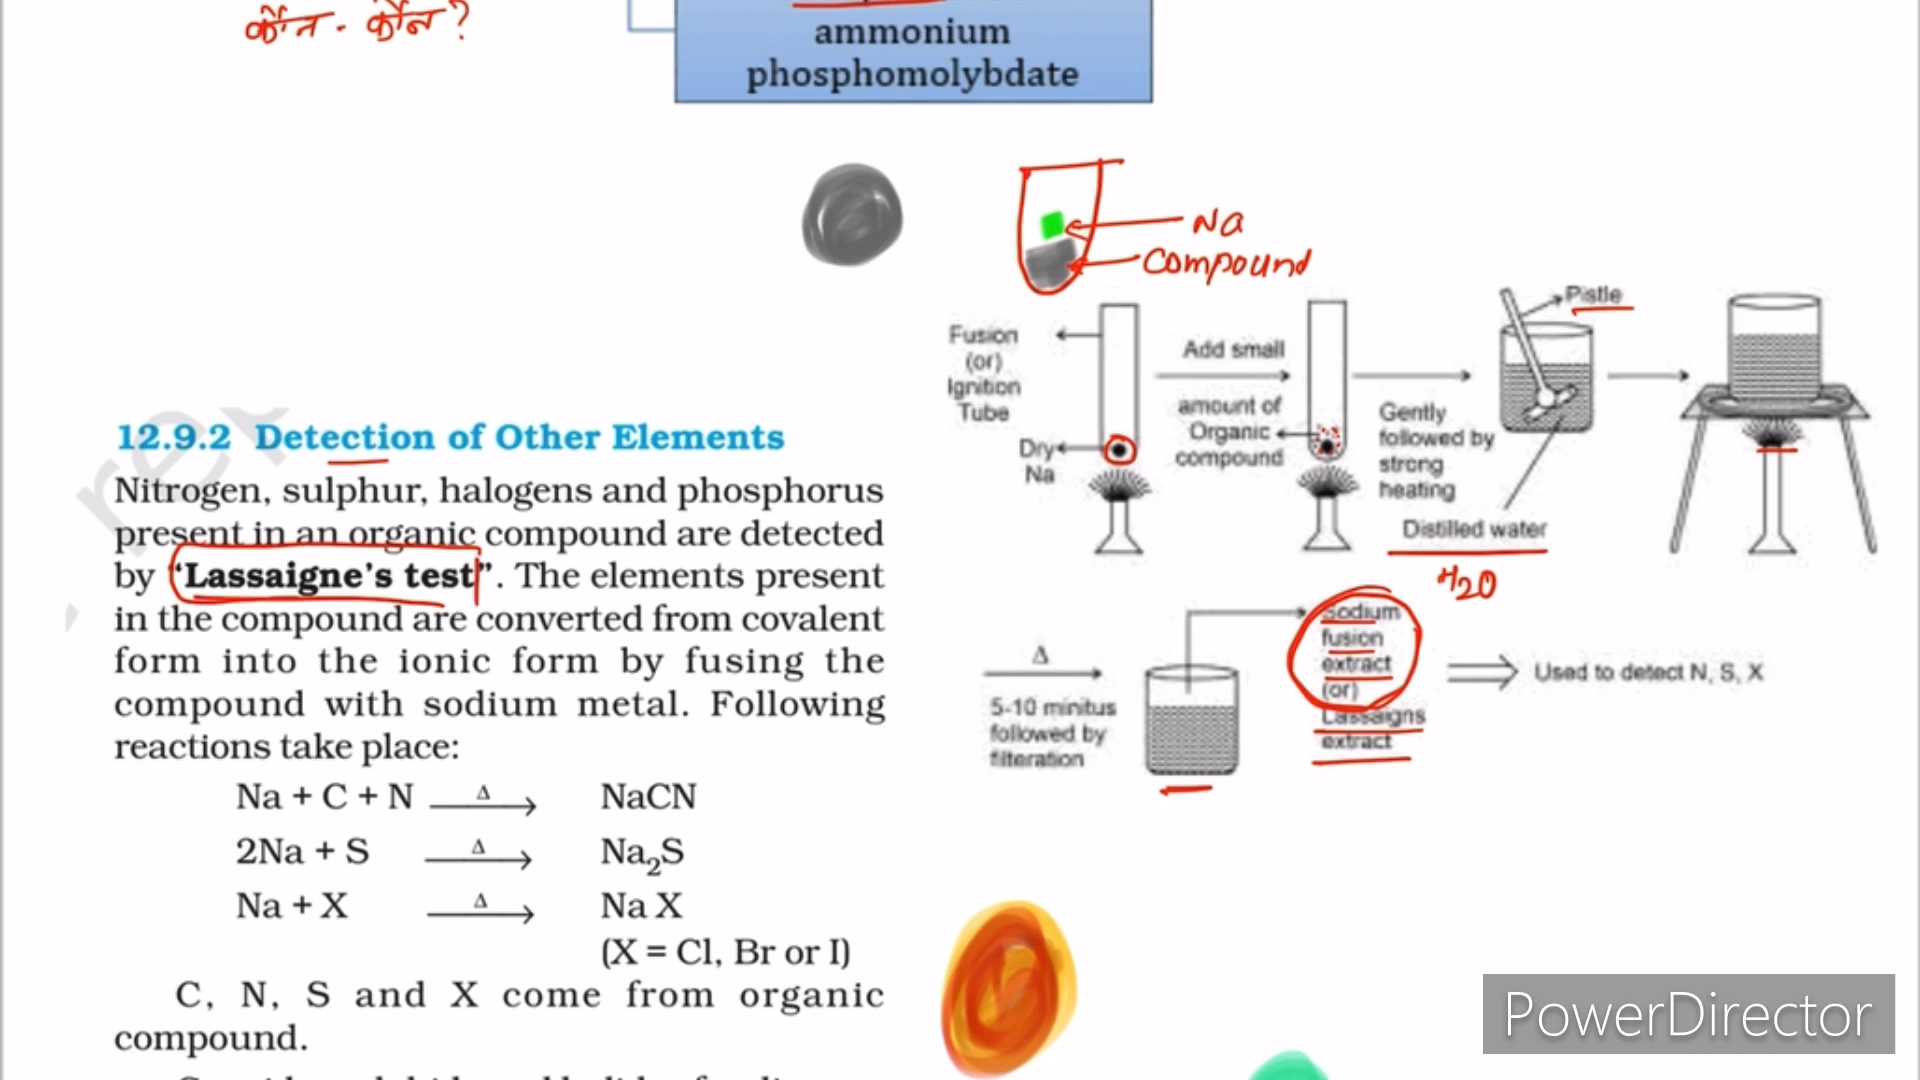 कौन - कौन ?
ammonium
phosphomolybdate
Na
Compound
Pistle
Fusion
(or)
Ignition
Tube
Dry
Na
Add small
amount of
Organic
compound
Gently
followed by
strong
heating
Distilled water
H2O
12.9.2 Detection of Other Elements
Nitrogen, sulphur, halogens and phosphorus
present in an organic compound are detected
by “Lassaigne’s test”. The elements present
in the compound are converted from covalent
form into the ionic form by fusing the
compound with sodium metal. Following
reactions take place:
Na + C + N Δ⟶ NaCN
2Na + S Δ⟶ Na₂S
Na + X Δ⟶ Na X
(X = Cl, Br or I)
C, N, S and X come from organic
compound.
Δ
5-10 minitus
followed by
filteration
Sodium
fusion
extract
(or)
Lassaigns
extract
Used to detect N, S, X
PowerDirector